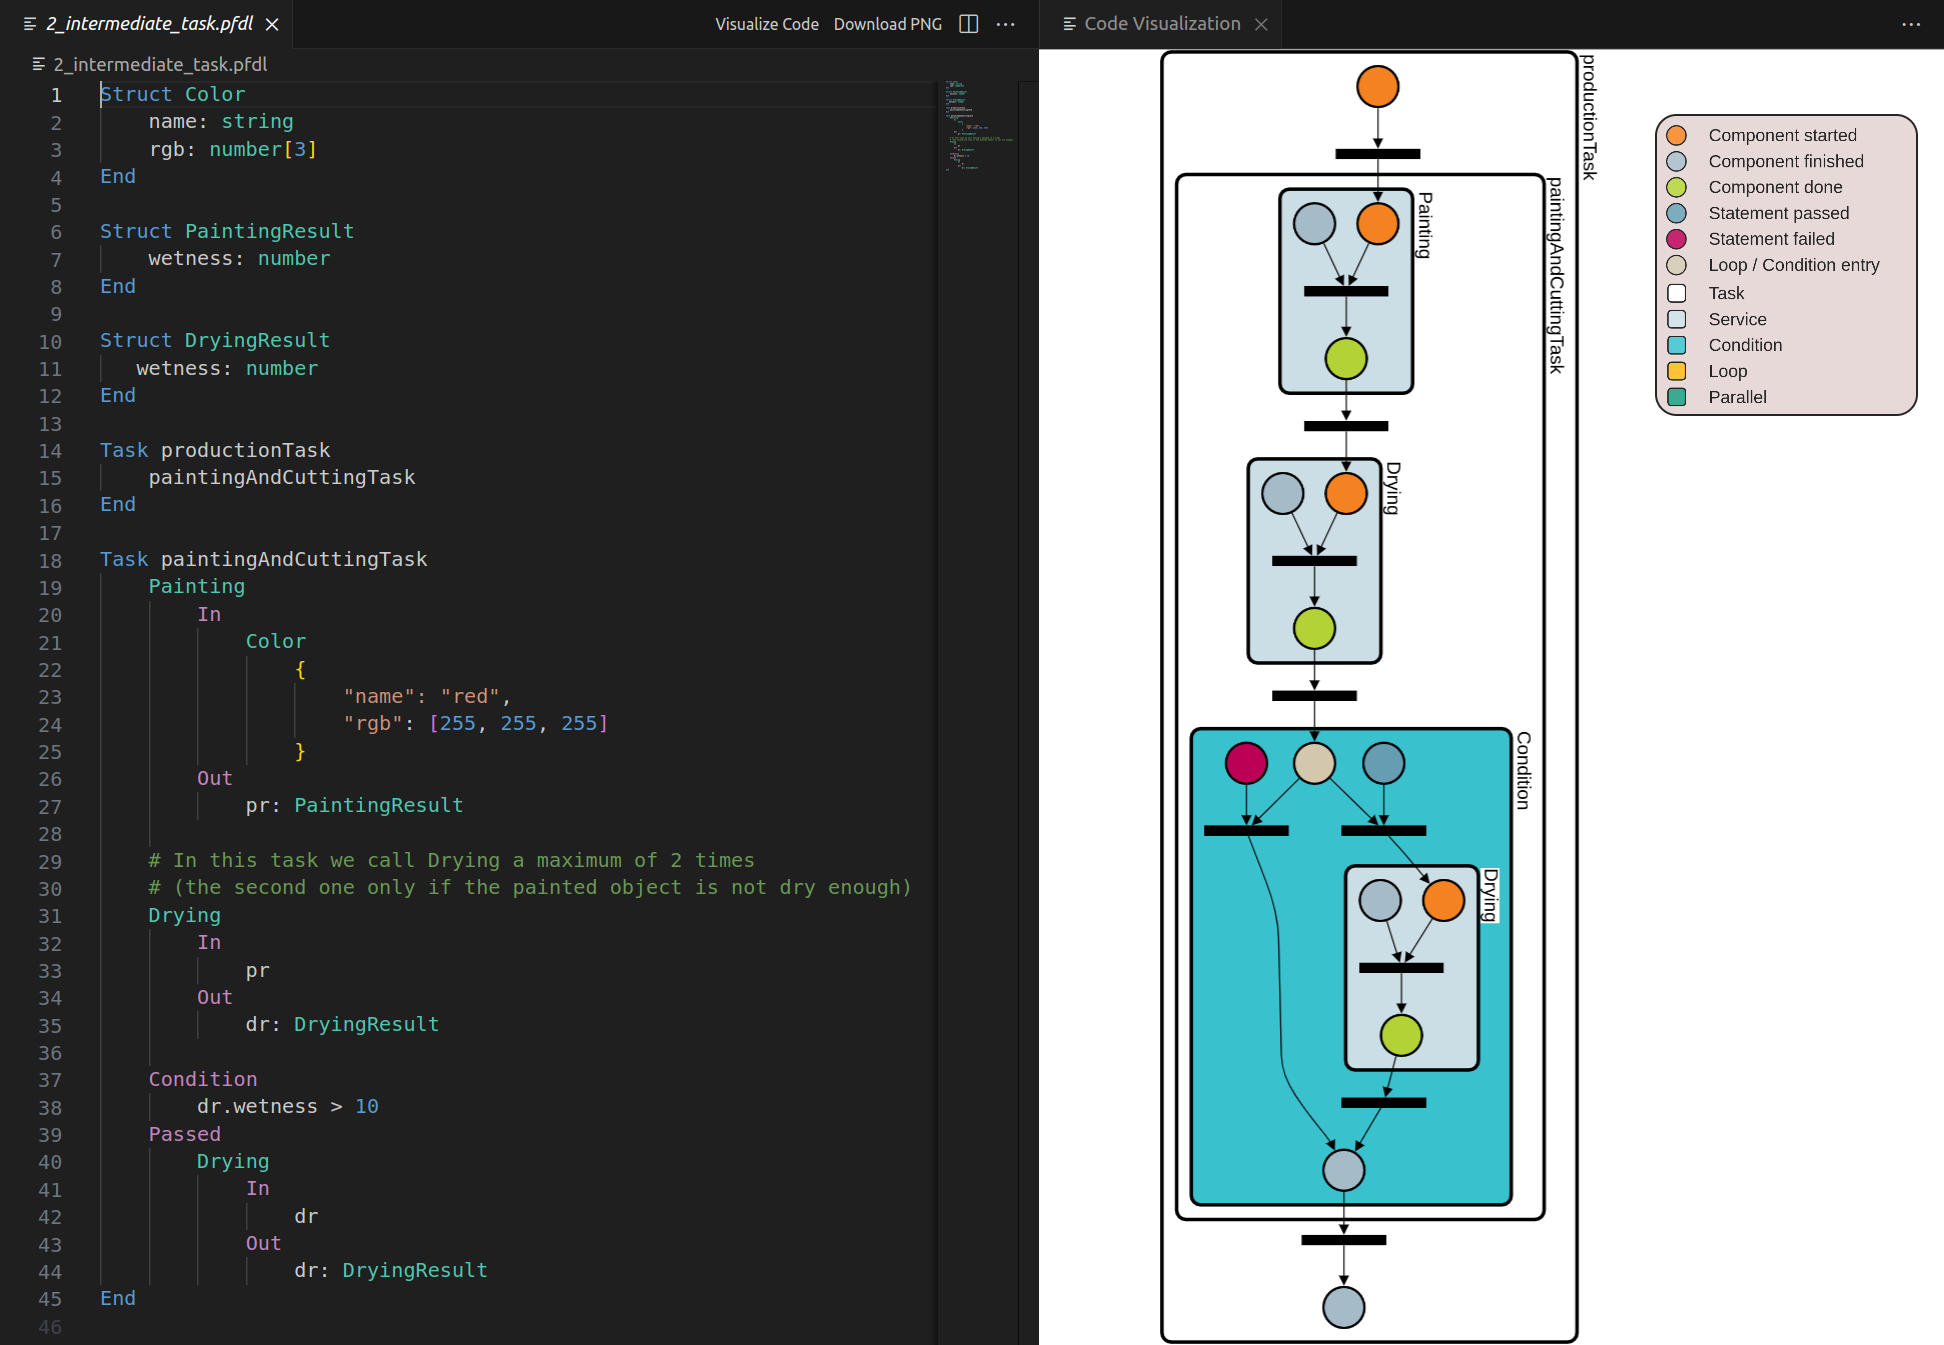 2_intermediate_task.pfdl
Visualize Code
Download PNG
2_intermediate_task.pfdl
1 Struct Color
2     name: string
3     rgb: number[3]
4 End
5
6 Struct PaintingResult
7     wetness: number
8 End
9
10 Struct DryingResult
11    wetness: number
12 End
13
14 Task productionTask
15     paintingAndCuttingTask
16 End
17
18 Task paintingAndCuttingTask
19     Painting
20         In
21             Color
22                 {
23                     "name": "red",
24                     "rgb": [255, 255, 255]
25                 }
26         Out
27             pr: PaintingResult
28
29     # In this task we call Drying a maximum of 2 times
30     # (the second one only if the painted object is not dry enough)
31     Drying
32         In
33             pr
34         Out
35             dr: DryingResult
36
37     Condition
38         dr.wetness > 10
39     Passed
40         Drying
41             In
42                 dr
43             Out
44                 dr: DryingResult
45 End
46
Code Visualization
productionTask
paintingAndCuttingTask
Painting
Drying
Condition
Drying
Component started
Component finished
Component done
Statement passed
Statement failed
Loop / Condition entry
Task
Service
Condition
Loop
Parallel